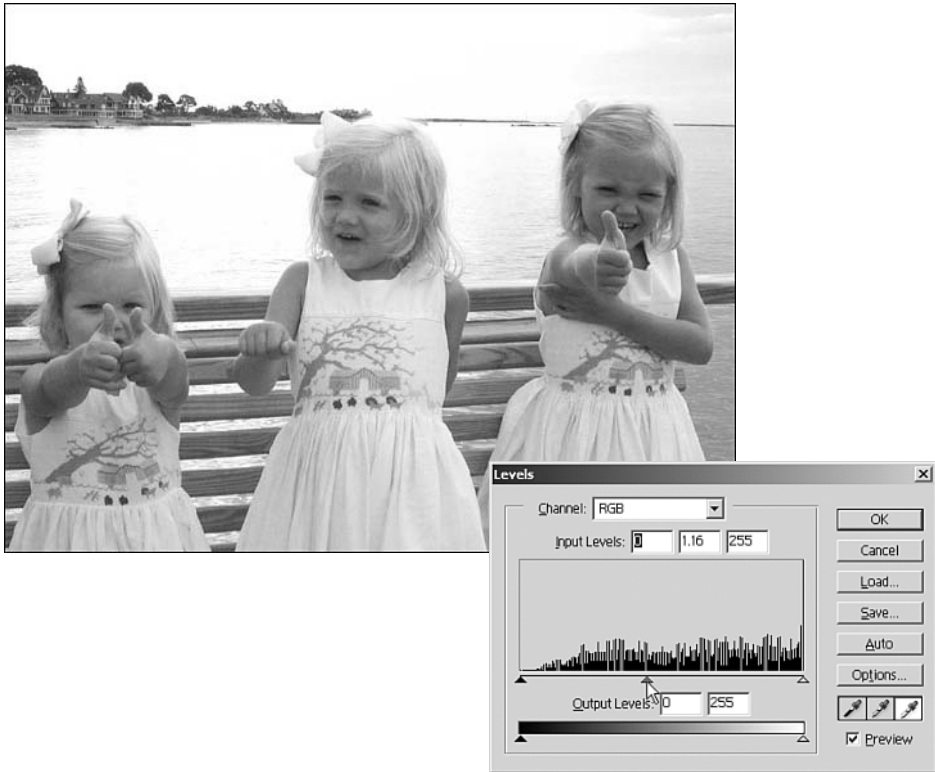 Levels
Channel: RGB
Input Levels: 0 1.16 255
Output Levels: 0 255
OK
Cancel
Load...
Save...
Auto
Options...
Preview